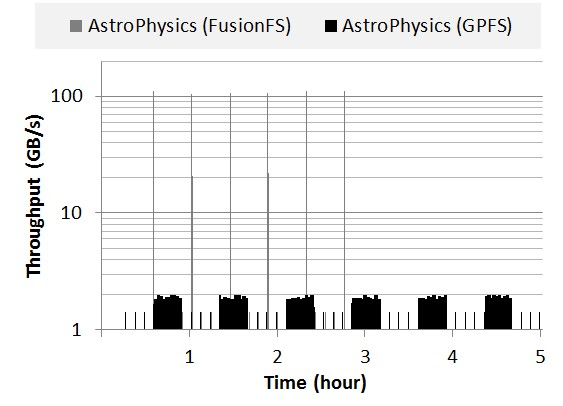 AstroPhysics (FusionFS) AstroPhysics (GPFS)
100
10
1
Throughput (GB/s)
1 2 3 4 5
Time (hour)